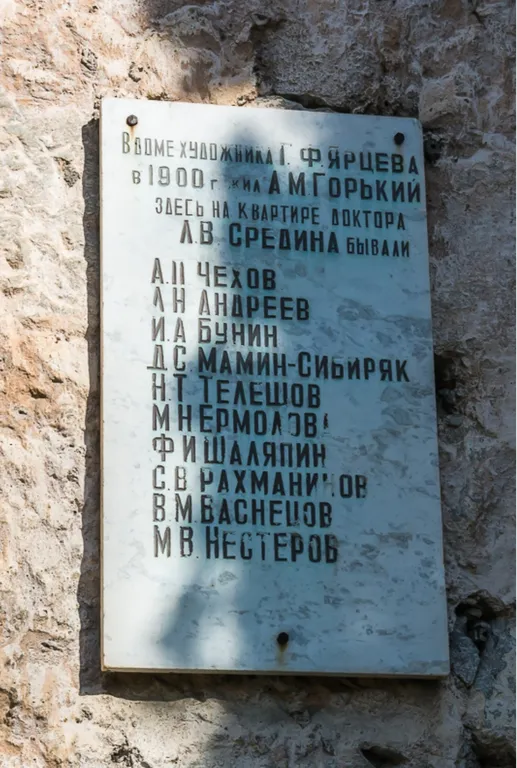 В ДОМЕ ХУДОЖНИКА Г. Ф. ЯРЦЕВА
В 1900 Г ЖИЛ А.М ГОРЬКИЙ
ЗДЕСЬ НА КВАРТИРЕ ДОКТОРА
Л.В СРЕДИНА БЫВАЛИ
А.П ЧЕХОВ
Л Н АНДРЕЕВ
И.А БУНИН
Д.С. МАМИН-СИБИРЯК
Н.Т ТЕЛЕШОВ
М Н ЕРМОЛОВА
Ф И ШАЛЯПИН
С.В РАХМАНИНОВ
В.М ВАСНЕЦОВ
М В. НЕСТЕРОВ